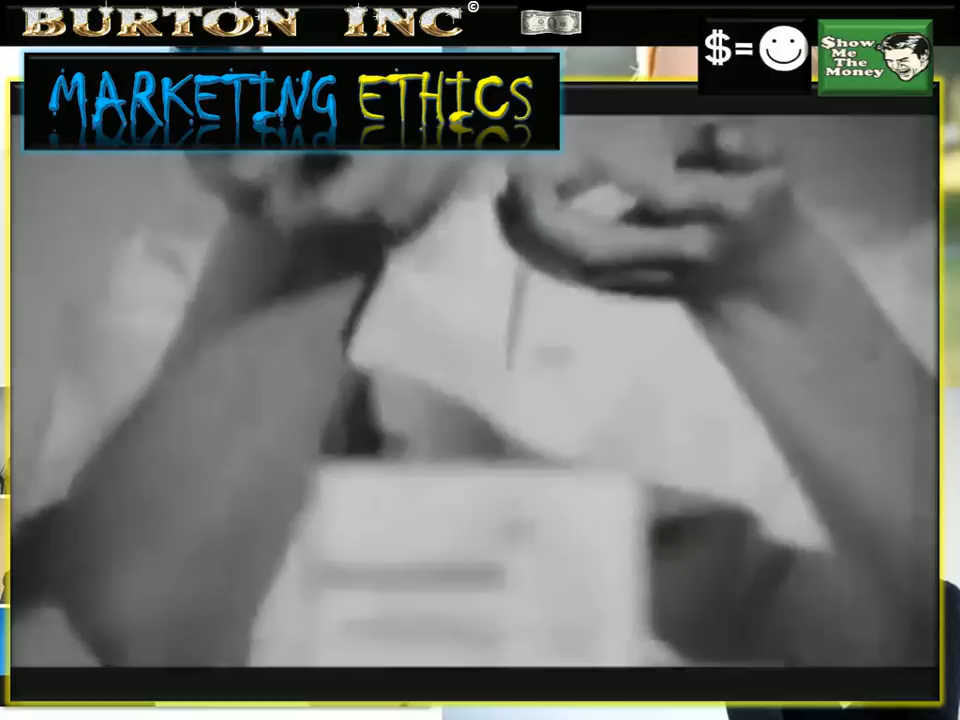 BURTON INC©
$=
Show
Me
The
Money
MARKETING ETHICS